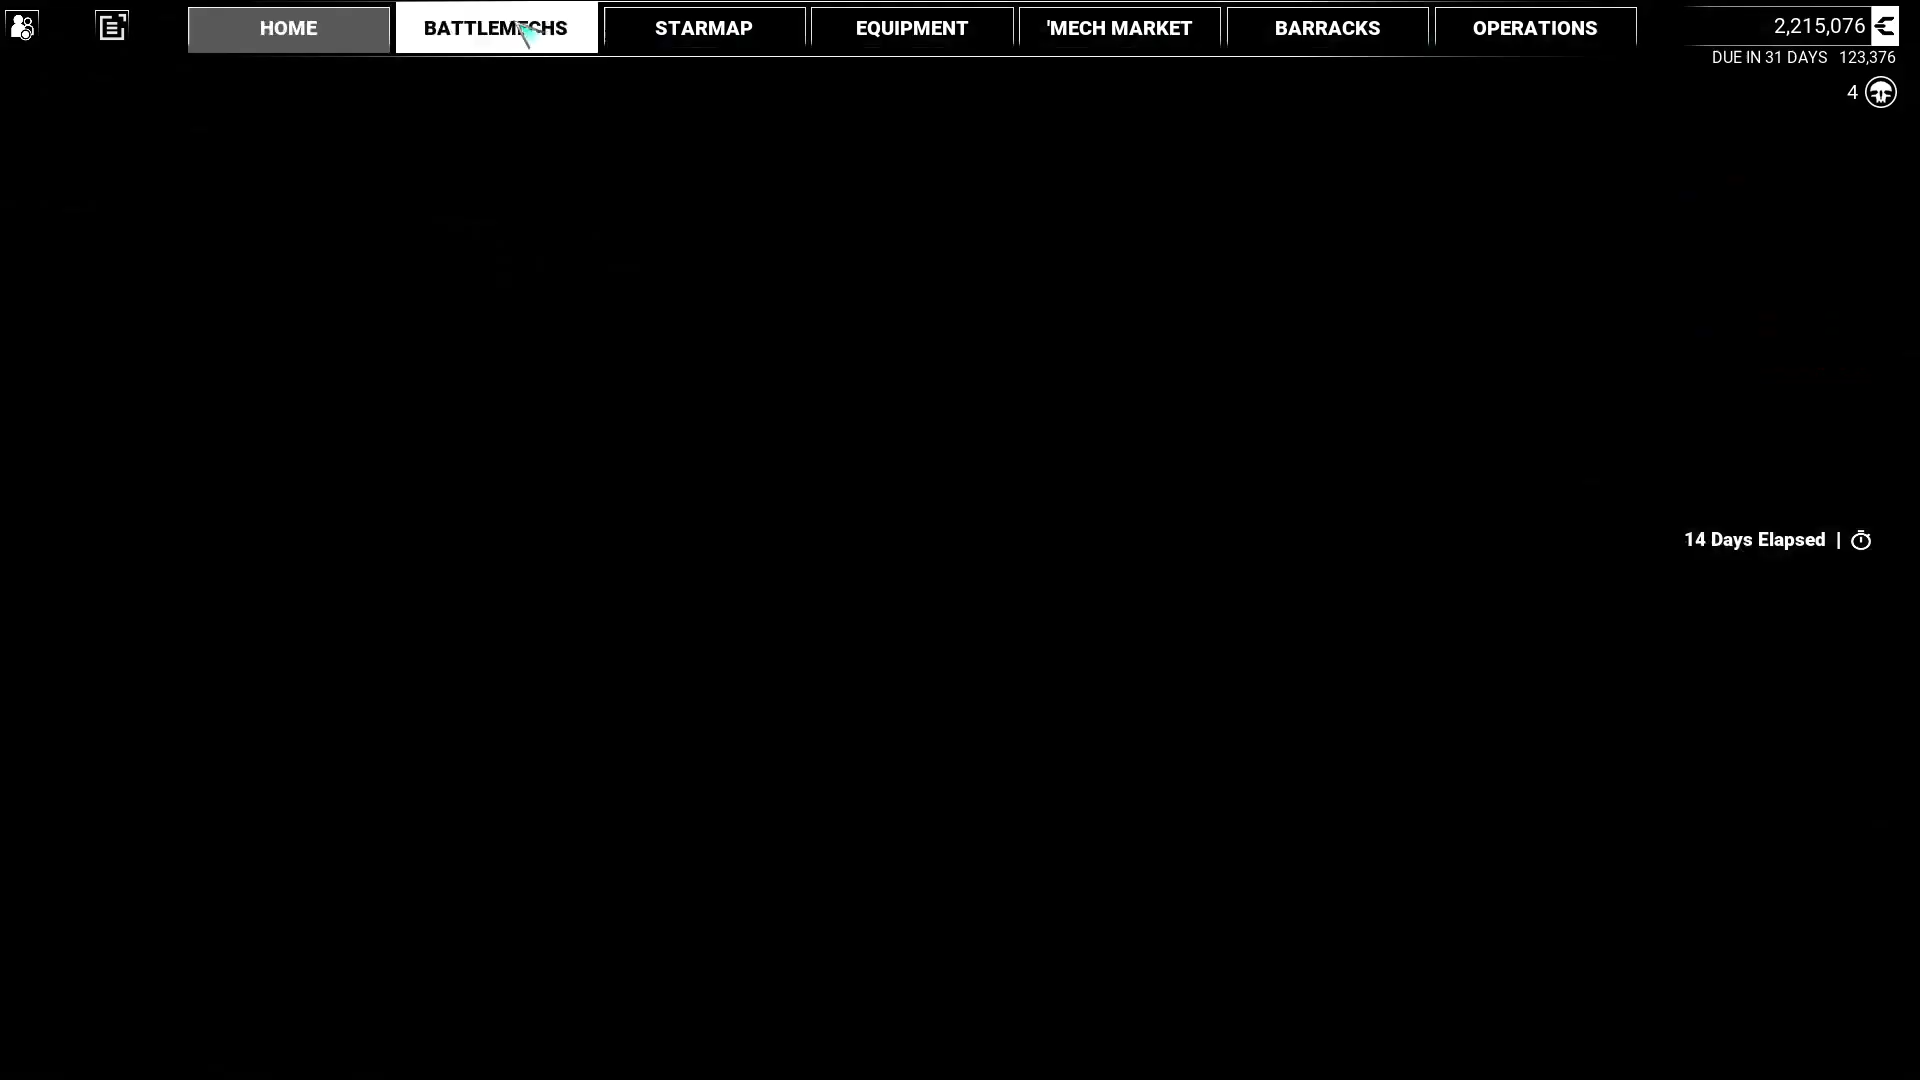 HOME
BATTLEMECHS
STARMAP
EQUIPMENT
'MECH MARKET
BARRACKS
OPERATIONS
2,215,076
DUE IN 31 DAYS 123,376
4
14 Days Elapsed |